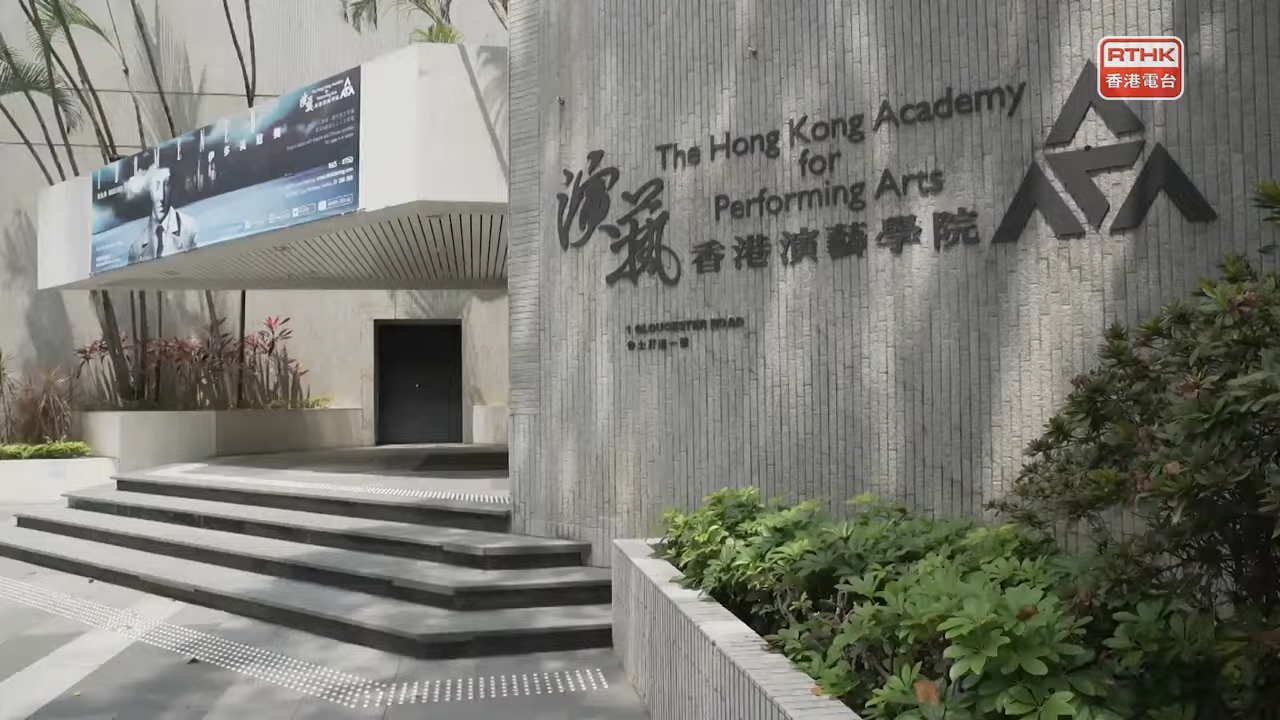 RTHK
香港電台
The Hong Kong Academy
for
Performing Arts
演藝
香港演藝學院
1 GLOUCESTER ROAD
告士打道一號